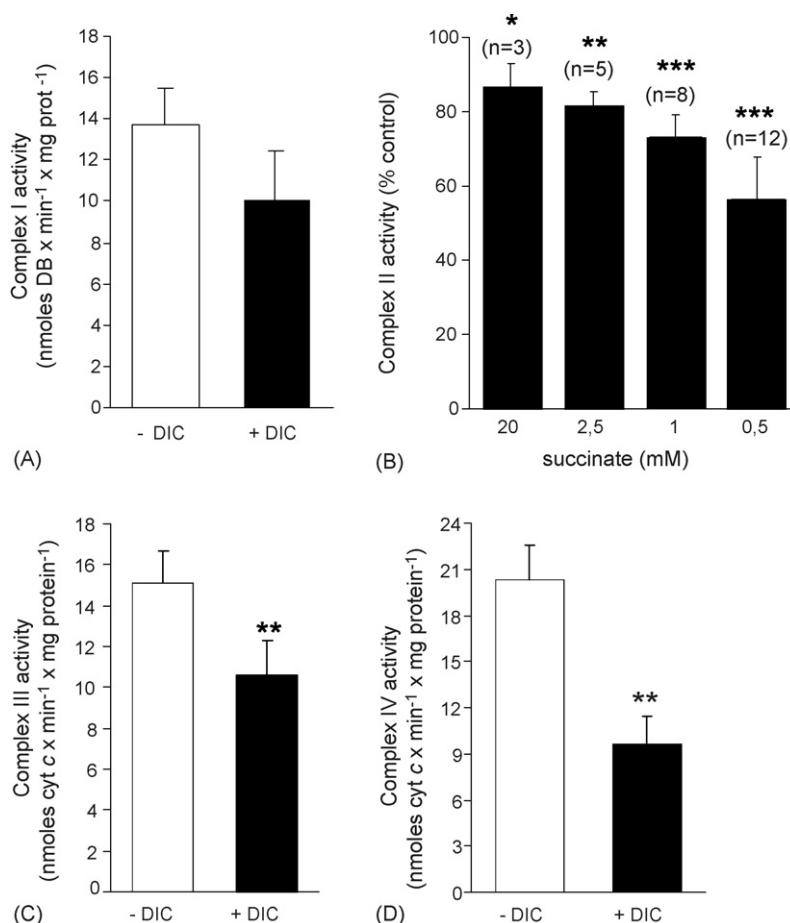 18
16
14
12
10
8
6
4
2
0
Complex I activity
(nmoles DB x min⁻¹ x mg prot ⁻¹)
- DIC + DIC
(A)
100
80
60
40
20
0
Complex II activity (% control)
*
(n=3)
**
(n=5)
***
(n=8)
***
(n=12)
20 2,5 1 0,5
succinate (mM)
(B)
18
16
14
12
10
8
6
4
2
0
Complex III activity
(nmoles cyt c x min⁻¹ x mg protein⁻¹)
**
- DIC + DIC
(C)
24
21
18
15
12
9
6
3
0
Complex IV activity
(nmoles cyt c x min⁻¹ x mg protein⁻¹)
**
- DIC + DIC
(D)